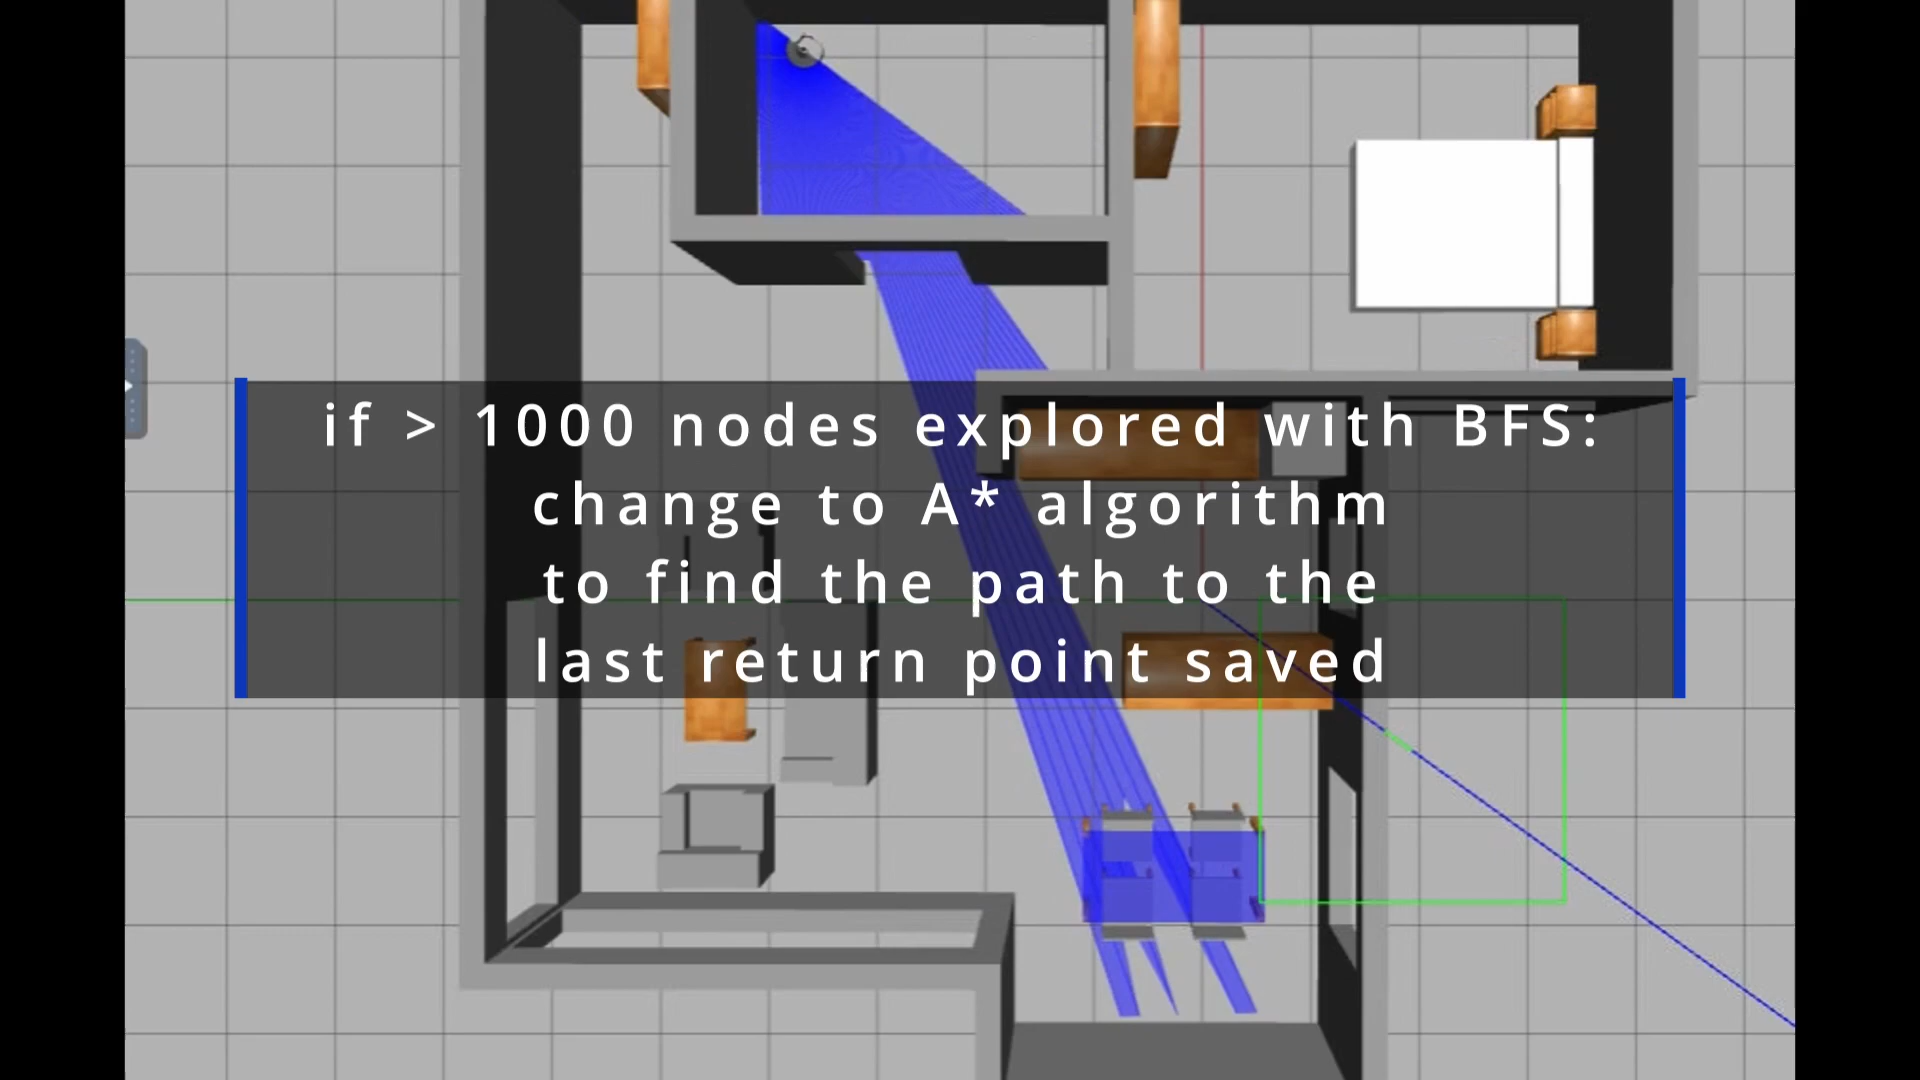 if > 1000 nodes explored with BFS:
change to A* algorithm
to find the path to the
last return point saved